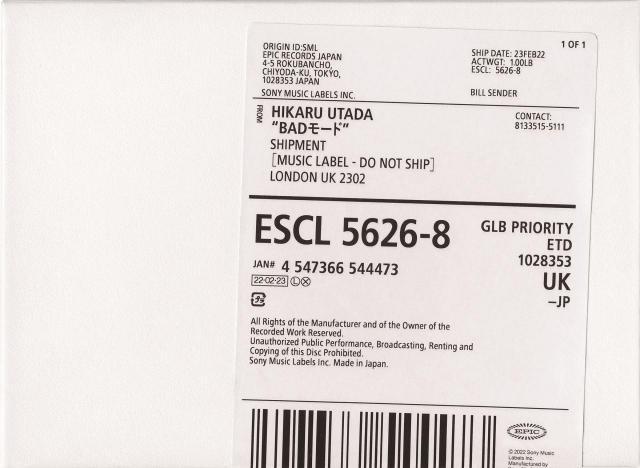 1 OF 1
ORIGIN ID:SML
EPIC RECORDS JAPAN
4-5 ROKUBANCHO,
CHIYODA-KU, TOKYO,
1028353 JAPAN
SONY MUSIC LABELS INC.
SHIP DATE: 23FEB22
ACTWGT: 1.00LB
ESCL: 5626-8
BILL SENDER
FROM
HIKARU UTADA
"BADモード"
SHIPMENT
[MUSIC LABEL - DO NOT SHIP]
LONDON UK 2302
CONTACT:
8133515-5111
ESCL 5626-8
JAN# 4 547366 544473
22-02-23 Ⓛⓧ
GLB PRIORITY
ETD
1028353
UK
–JP
All Rights of the Manufacturer and of the Owner of the
Recorded Work Reserved.
Unauthorized Public Performance, Broadcasting, Renting and
Copying of this Disc Prohibited.
Sony Music Labels Inc. Made in Japan.
EPIC
© 2022 Sony Music
Labels Inc.
Manufactured by